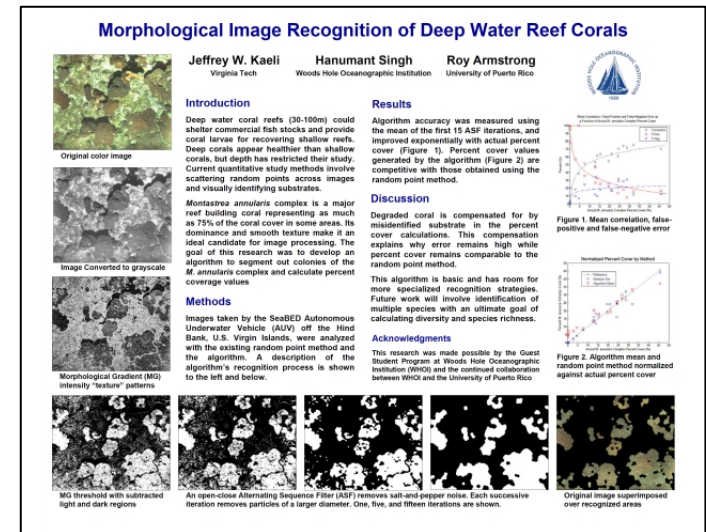 Morphological Image Recognition of Deep Water Reef Corals
Jeffrey W. Kaeli
Virginia Tech
Hanumant Singh
Woods Hole Oceanographic Institution
Roy Armstrong
University of Puerto Rico
Original color image
Image Converted to grayscale
Morphological Gradient (MG)
intensity "texture" patterns
Introduction
Deep water coral reefs (30-100m) could
shelter commercial fish stocks and provide
coral larvae for recovering shallow reefs.
Deep corals appear healthier than shallow
corals, but depth has restricted their study.
Current quantitative study methods involve
scattering random points across images
and visually identifying substrates.
Montastrea annularis complex is a major
reef building coral representing as much
as 75% of the coral cover in some areas. Its
dominance and smooth texture make it an
ideal candidate for image processing. The
goal of this research was to develop an
algorithm to segment out colonies of the
M. annularis complex and calculate percent
coverage values
Methods
Images taken by the SeaBED Autonomous
Underwater Vehicle (AUV) off the Hind
Bank, U.S. Virgin Islands, were analyzed
with the existing random point method and
the algorithm. A description of the
algorithm's recognition process is shown
to the left and below.
Results
Algorithm accuracy was measured using
the mean of the first 15 ASF iterations, and
improved exponentially with actual percent
cover (Figure 1). Percent cover values
generated by the algorithm (Figure 2) are
competitive with those obtained using the
random point method.
Discussion
Degraded coral is compensated for by
misidentified substrate in the percent
cover calculations. This compensation
explains why error remains high while
percent cover remains comparable to the
random point method.
This algorithm is basic and has room for
more specialized recognition strategies.
Future work will involve identification of
multiple species with an ultimate goal of
calculating diversity and species richness.
Acknowledgments
This research was made possible by the Guest
Student Program at Woods Hole Oceanographic
Institution (WHOI) and the continued collaboration
between WHOI and the University of Puerto Rico
WOODS HOLE OCEANOGRAPHIC INSTITUTION
1930
Figure 1. Mean correlation, false-
positive and false-negative error
Normalized Percent Cover by Method
Figure 2. Algorithm mean and
random point method normalized
against actual percent cover
MG threshold with subtracted
light and dark regions
An open-close Alternating Sequence Filter (ASF) removes salt-and-pepper noise. Each successive
iteration removes particles of a larger diameter. One, five, and fifteen iterations are shown.
Original image superimposed
over recognized areas